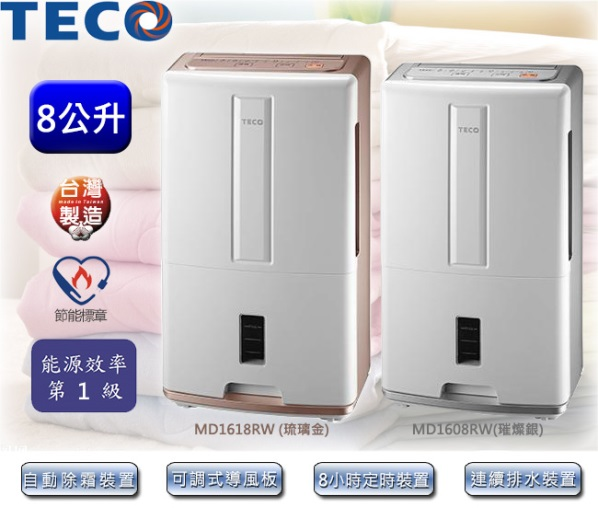 TECO
8公升
台灣
made in Taiwan
製造
節能標章
能源效率
第 1 級
TECO
TECO
MD1618RW (琉璃金)
MD1608RW(璀燦銀)
自動除霜裝置
可調式導風板
8小時定時裝置
連續排水裝置